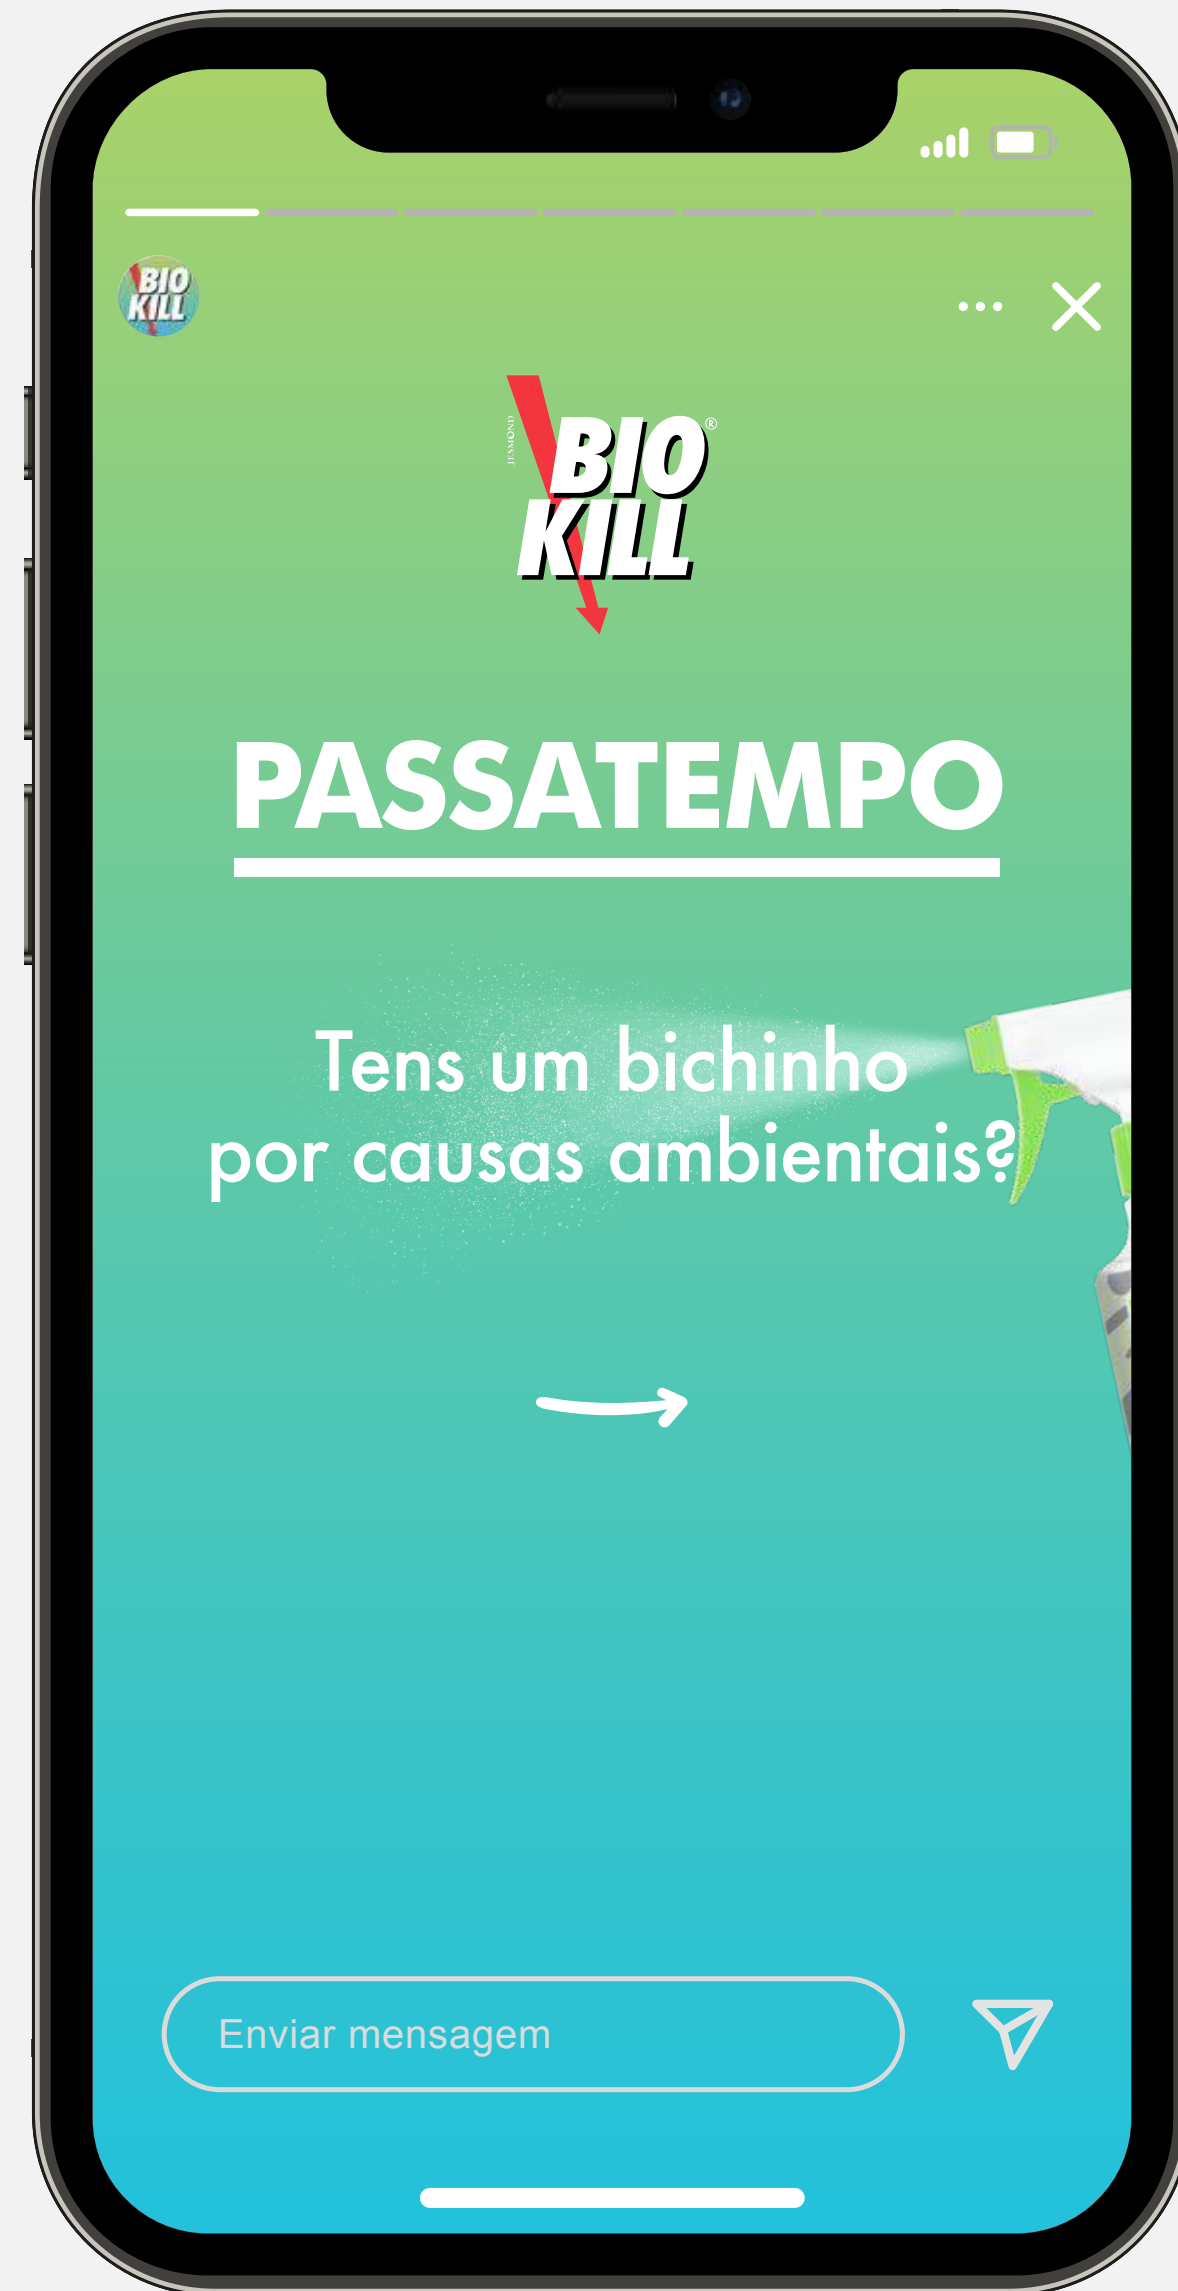 BIO
KILL
JESMOND
BIO®
KILL
PASSATEMPO
Tens um bichinho
por causas ambientais?
Enviar mensagem